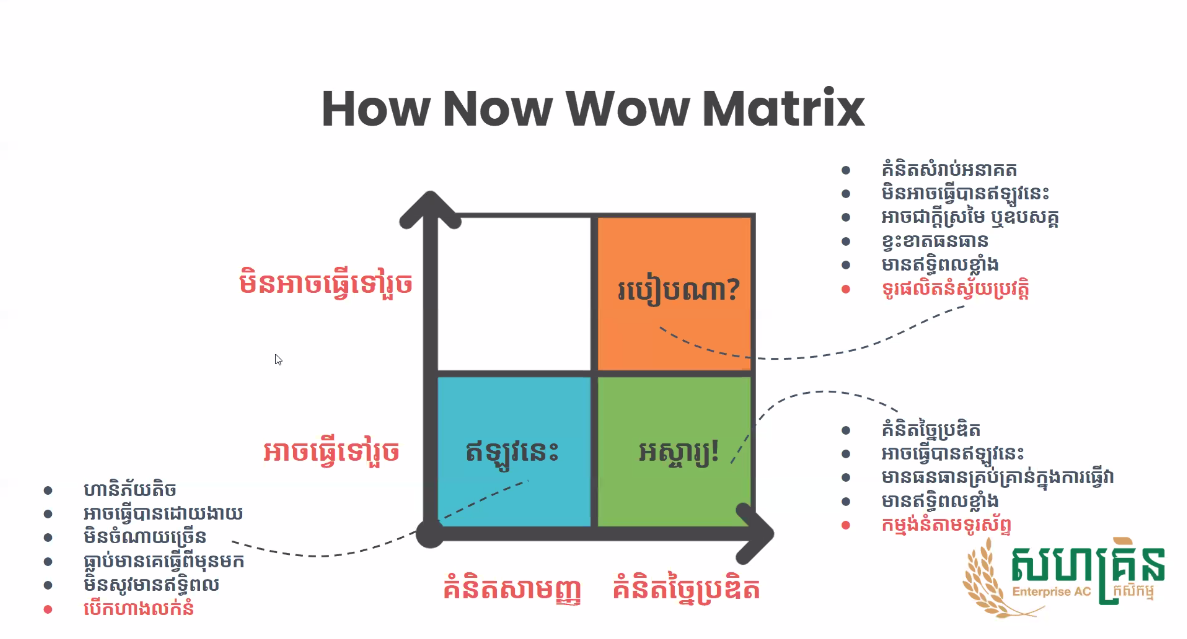 How Now Wow Matrix
គំនិតសំរាប់អនាគត
មិនអាចធ្វើបានឥឡូវនេះ
អាចជាក្តីស្រមៃ ឬឧបសគ្គ
ខ្វះខាតធនធាន
មានឥទ្ធិពលខ្លាំង
ទូរផលិតនំស្វ័យប្រវត្តិ
មិនអាចធ្វើទៅរួច
របៀបណា?
អាចធ្វើទៅរួច
ឥឡូវនេះ
អស្ចារ្យ!
គំនិតច្នៃប្រឌិត
អាចធ្វើបានឥឡូវនេះ
មានធនធានគ្រប់គ្រាន់ក្នុងការធ្វើវា
មានឥទ្ធិពលខ្លាំង
កម្មង់នំតាមទូរស័ព្ទ
ហានិភ័យតិច
អាចធ្វើបានដោយងាយ
មិនចំណាយច្រើន
ធ្លាប់មានគេធ្វើពីមុនមក
មិនសូវមានឥទ្ធិពល
បើកហាងលក់នំ
គំនិតសាមញ្ញ
គំនិតច្នៃប្រឌិត
សហគ្រិន
Enterprise AC កសិកម្ម